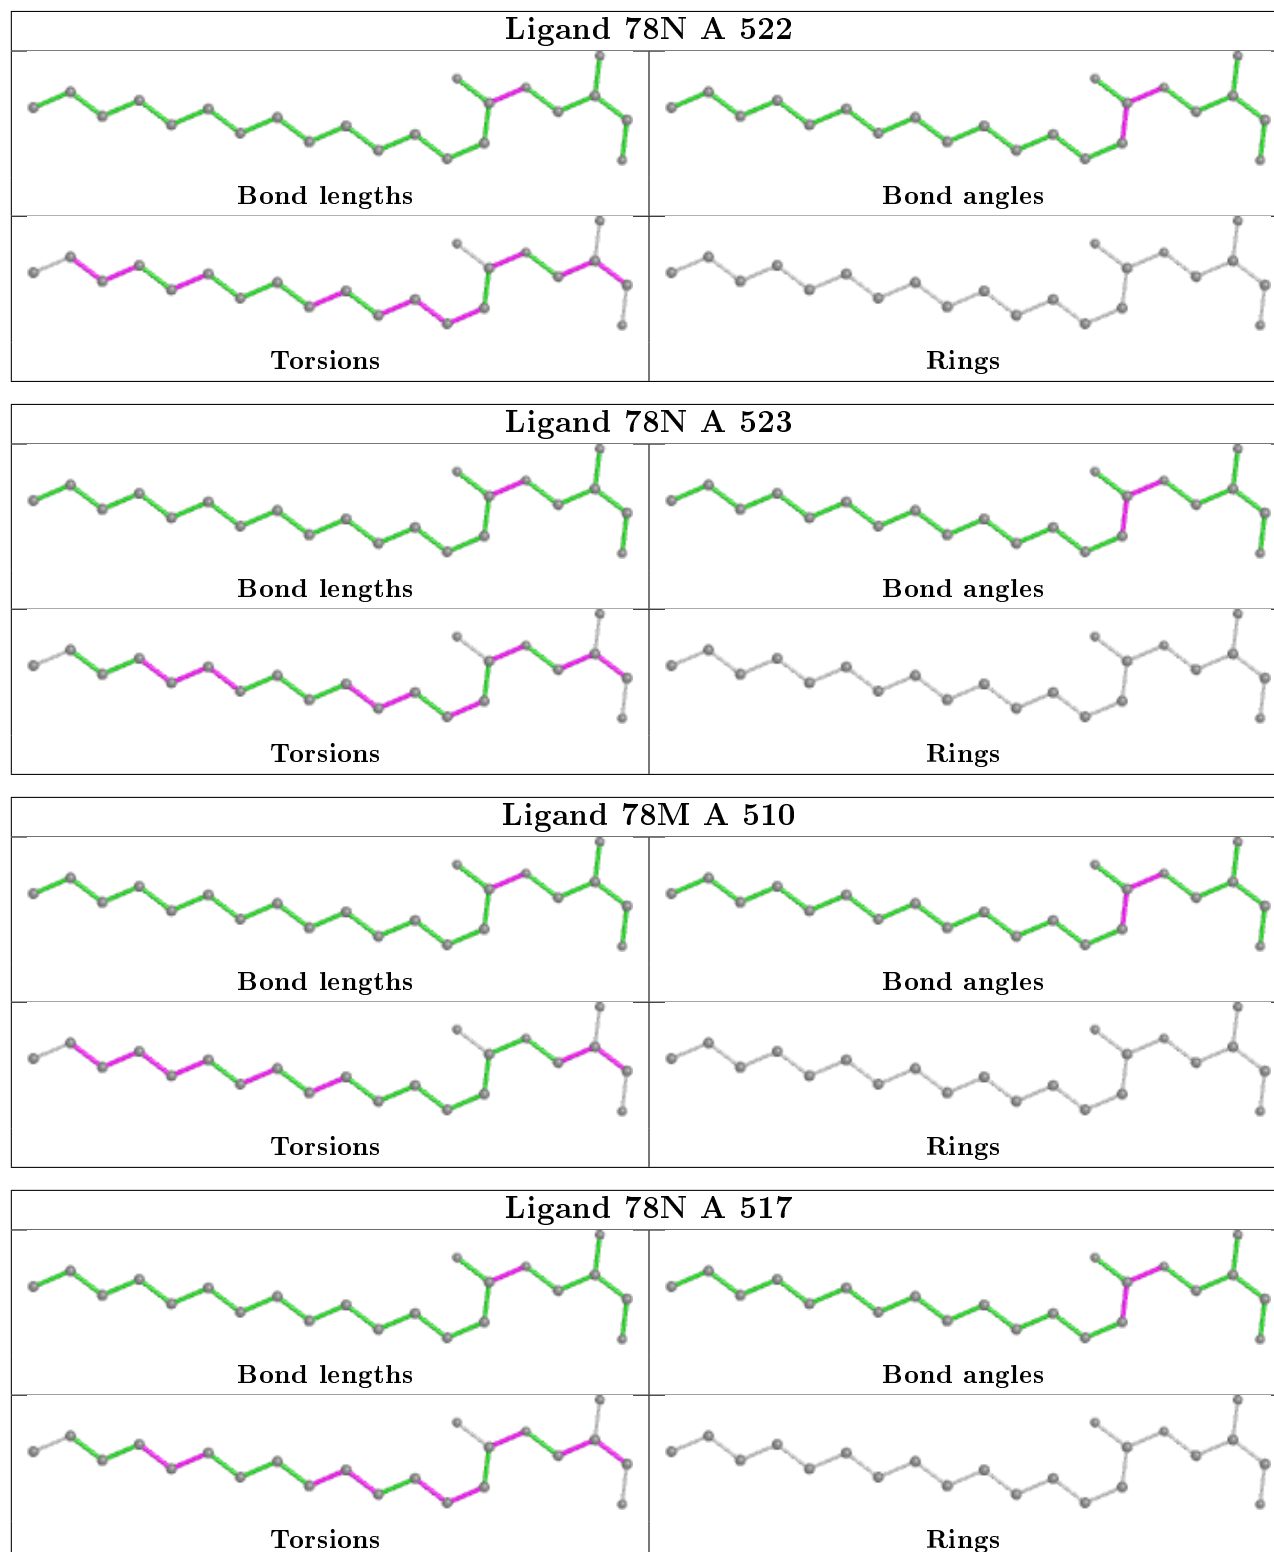 Ligand 78N A 522
Bond lengths
Bond angles
Torsions
Rings
Ligand 78N A 523
Bond lengths
Bond angles
Torsions
Rings
Ligand 78M A 510
Bond lengths
Bond angles
Torsions
Rings
Ligand 78N A 517
Bond lengths
Bond angles
Torsions
Rings